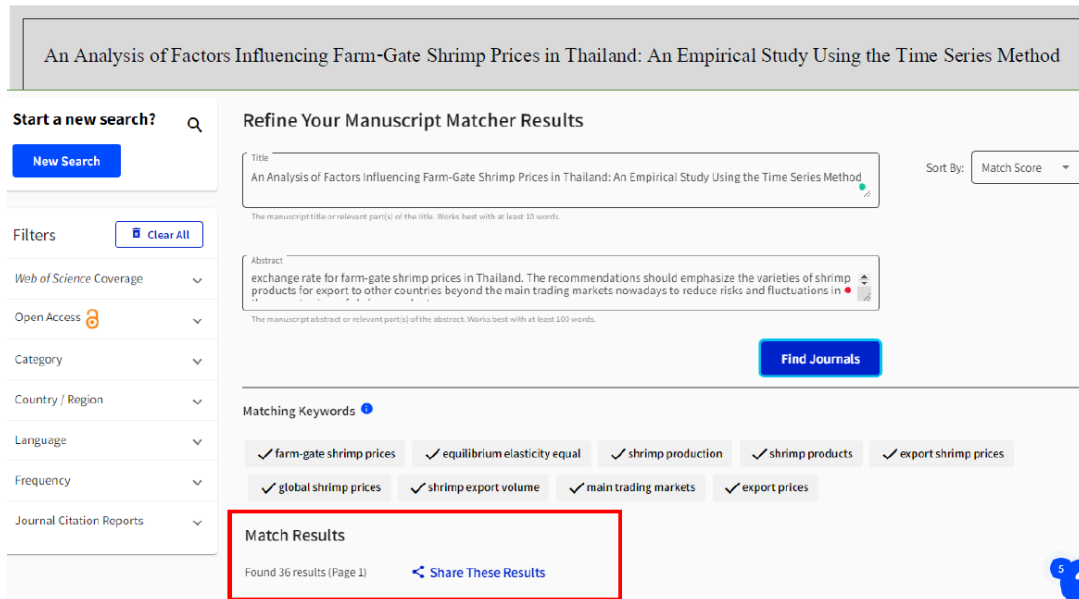 An Analysis of Factors Influencing Farm-Gate Shrimp Prices in Thailand: An Empirical Study Using the Time Series Method
Start a new search?
New Search
Filters
Clear All
Web of Science Coverage
Open Access
Category
Country / Region
Language
Frequency
Journal Citation Reports
Refine Your Manuscript Matcher Results
Title
An Analysis of Factors Influencing Farm-Gate Shrimp Prices in Thailand: An Empirical Study Using the Time Series Method
The manuscript title or relevant part(s) of the title. Works best with at least 10 words.
Sort By: Match Score
Abstract
exchange rate for farm-gate shrimp prices in Thailand. The recommendations should emphasize the varieties of shrimp
products for export to other countries beyond the main trading markets nowadays to reduce risks and fluctuations in
The manuscript abstract or relevant part(s) of the abstract. Works best with at least 100 words.
Find Journals
Matching Keywords
farm-gate shrimp prices equilibrium elasticity equal shrimp production shrimp products export shrimp prices
global shrimp prices shrimp export volume main trading markets export prices
Match Results
Found 36 results (Page 1) Share These Results
5